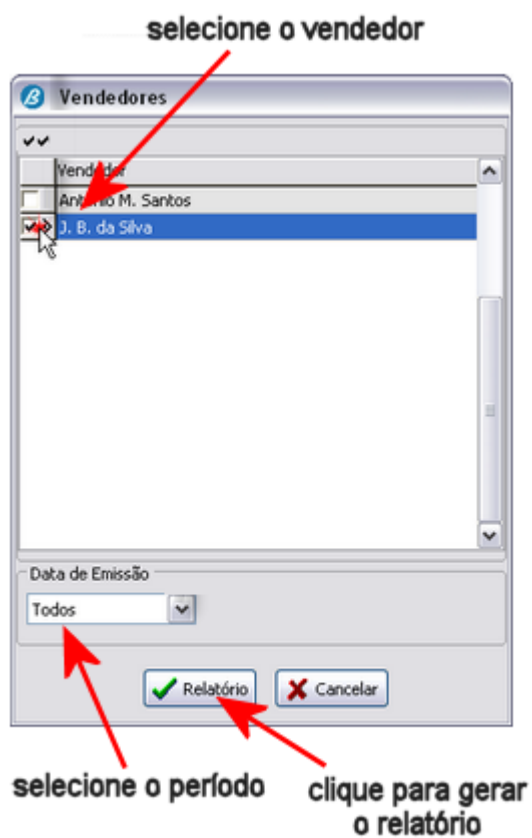 selecione o vendedor
Vendedores
Vendedor
Antonio M. Santos
J. B. da Silva
Data de Emissão
Todos
Relatório
Cancelar
selecione o período
clique para gerar
o relatório